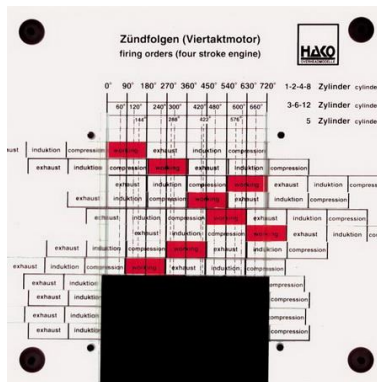 Zündfolgen (Viertaktmotor)
firing orders (four stroke engine)
HAKO
0° 90° 180° 270° 360° 450° 540° 630° 720° 1-2-4-8 Zylinder cylinde
60° 120° 240° 300° 420° 480° 600° 660° 3-6-12 Zylinder cylinde
144° 288° 432° 576° 5 Zylinder cylinde
induktion compression working exhaust induktion compression
exhaust induktion compression working exhaust induktion compression
exhaust induktion compression working exhaust induktion compres
exhaust induktion compression working exhaust induktion compression
exhaust induktion compression working exhaust induktion com
exhaust induktion compression working exhaust
exhaust induktion compression working exhaust induktion compression
exhaust induktion compression working exhaust induktion compression
exhaust induktion compression
exhaust induktion compression
exhaust induktion compression
exhaust induktion compression